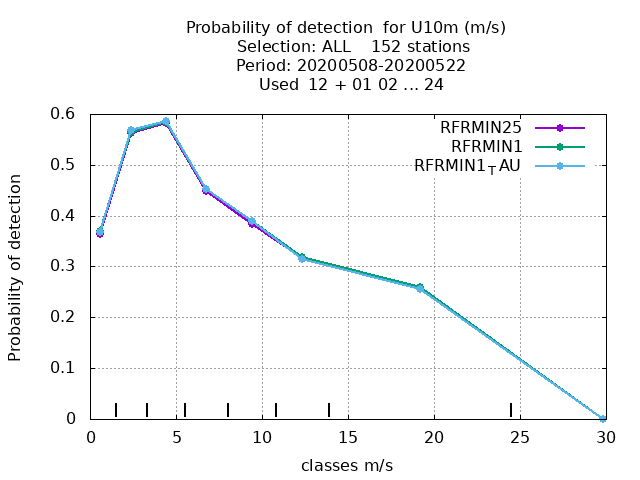 Probability of detection  for U10m (m/s)
Selection: ALL    152 stations
Period: 20200508-20200522
Used  12 + 01 02 ... 24
RFRMIN25
RFRMIN1
RFRMIN1TAU
Probability of detection
0.6
0.5
0.4
0.3
0.2
0.1
0
0 5 10 15 20 25 30
classes m/s